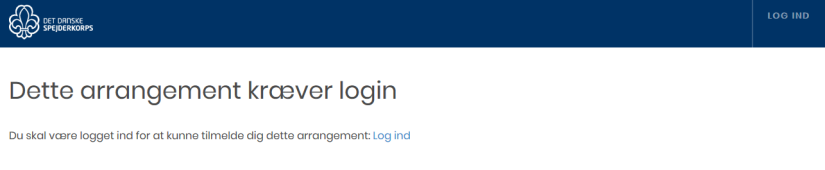 DET DANSKE
SPEJDERKORPS
LOG IND
Dette arrangement kræver login
Du skal være logget ind for at kunne tilmelde dig dette arrangement: Log ind